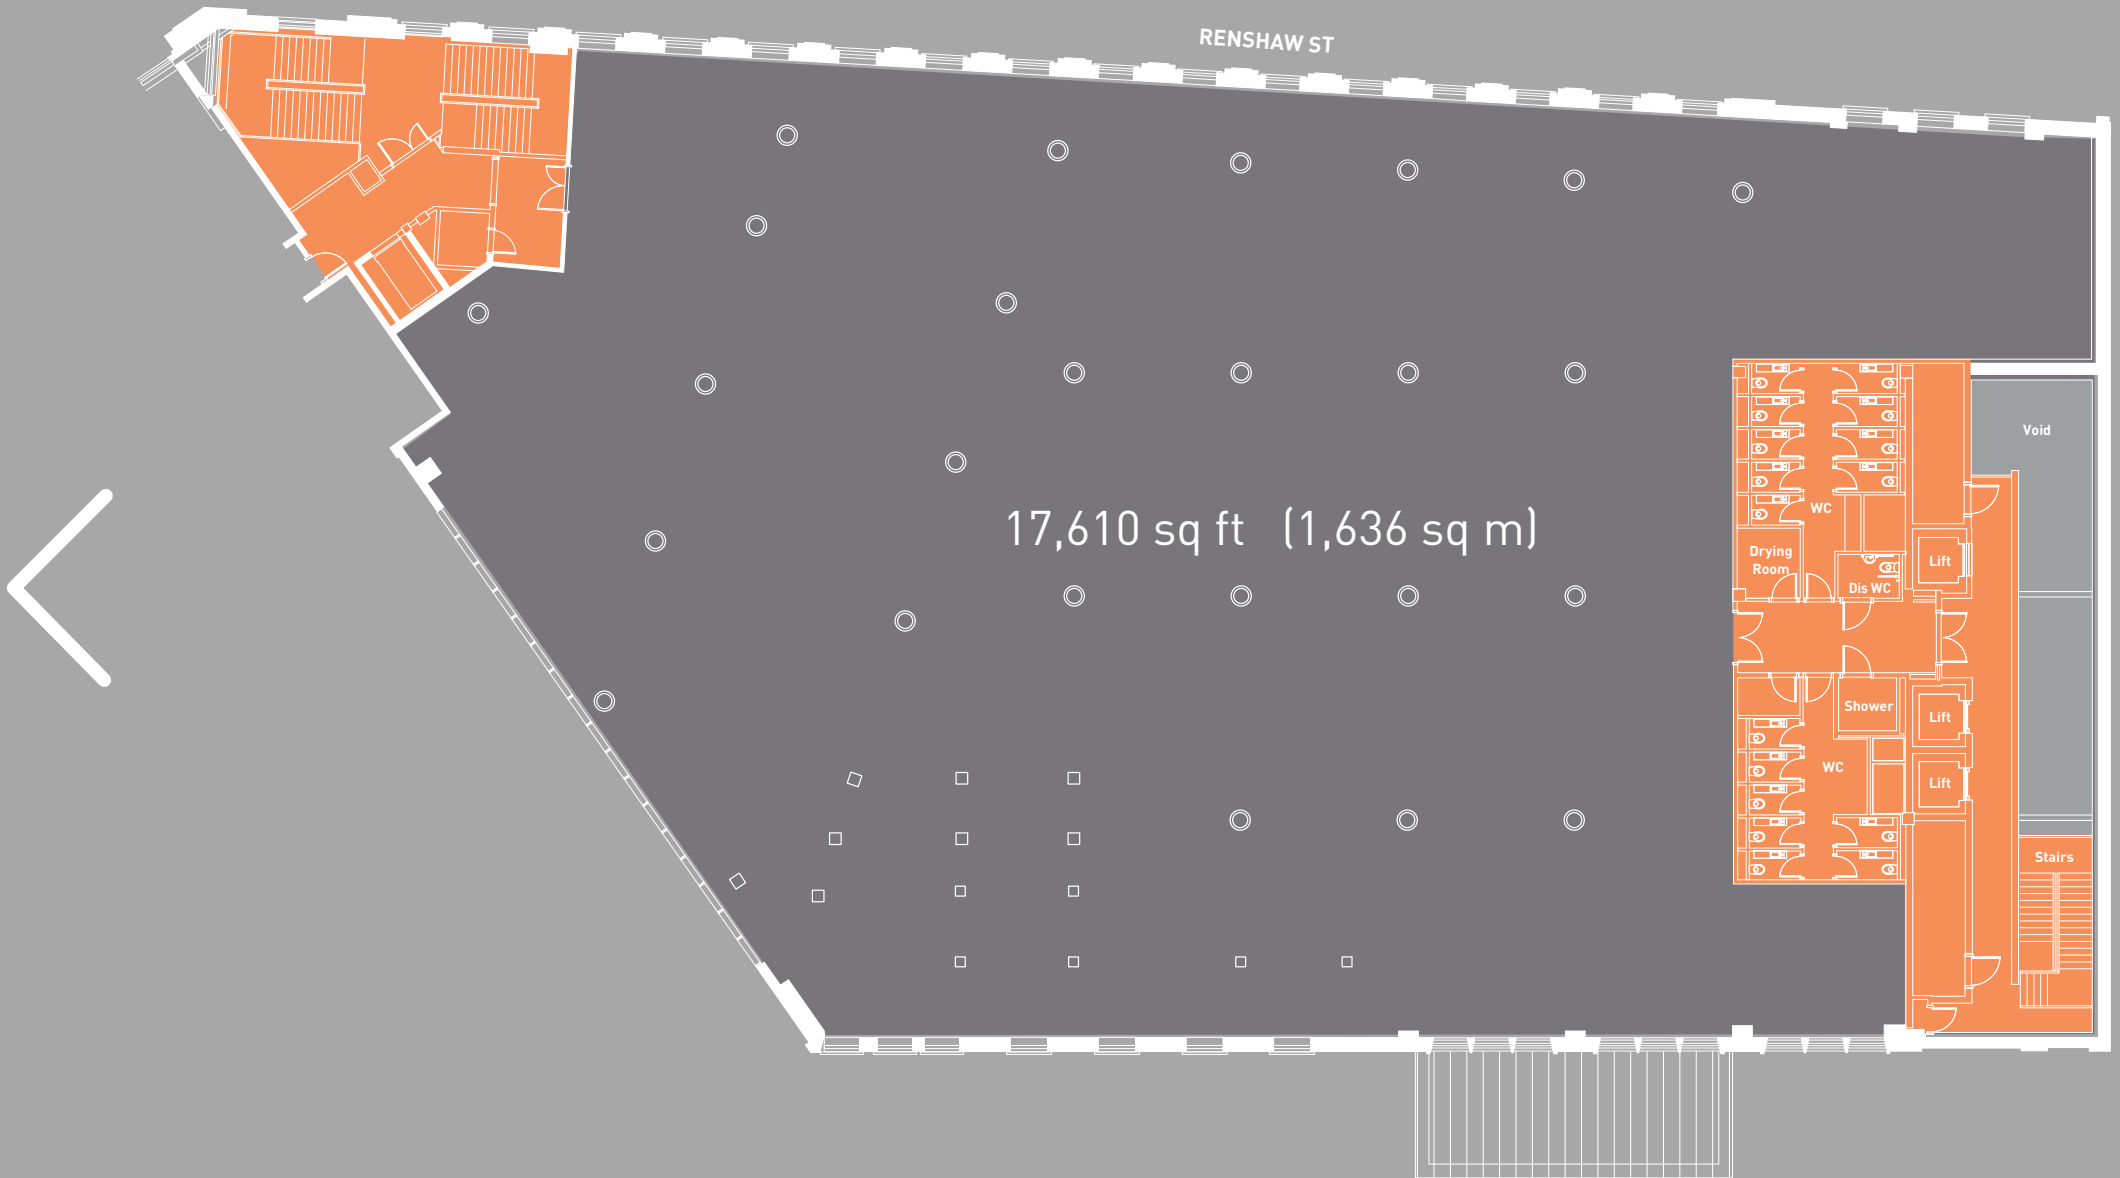 RENSHAW ST
Void
17,610 sq ft (1,636 sq m)
WC
Drying
Room
Dis WC
Lift
Shower
Lift
WC
Lift
Stairs